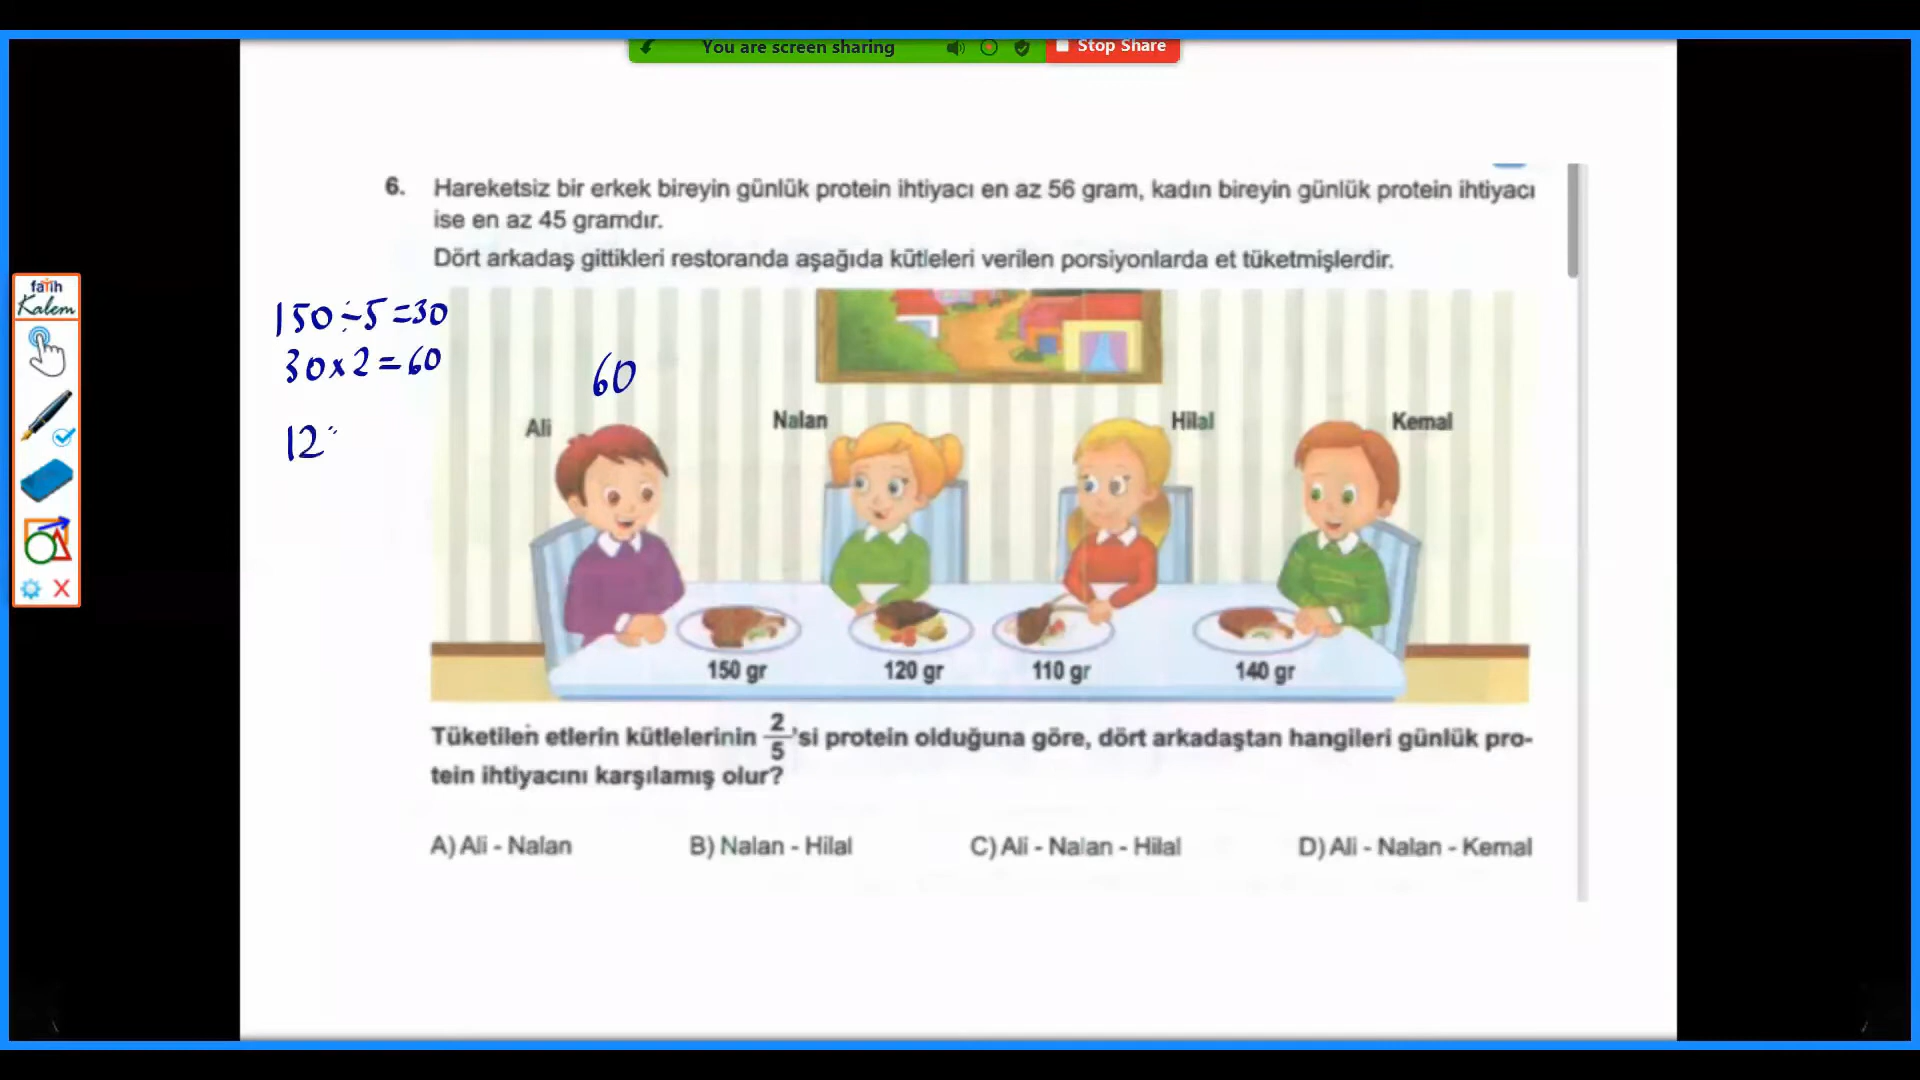 You are screen sharing
Stop Share
6. Hareketsiz bir erkek bireyin günlük protein ihtiyacı en az 56 gram, kadın bireyin günlük protein ihtiyacı
ise en az 45 gramdır.
Dört arkadaş gittikleri restoranda aşağıda kütleleri verilen porsiyonlarda et tüketmişlerdir.
fatih
Kalem
150÷5=30
30×2=60
12
60
Ali
Nalan
Hilal
Kemal
150 gr
120 gr
110 gr
140 gr
Tüketilen etlerin kütlelerinin 2/5'si protein olduğuna göre, dört arkadaştan hangileri günlük pro-
tein ihtiyacını karşılamış olur?
A) Ali - Nalan
B) Nalan - Hilal
C) Ali - Nalan - Hilal
D) Ali - Nalan - Kemal